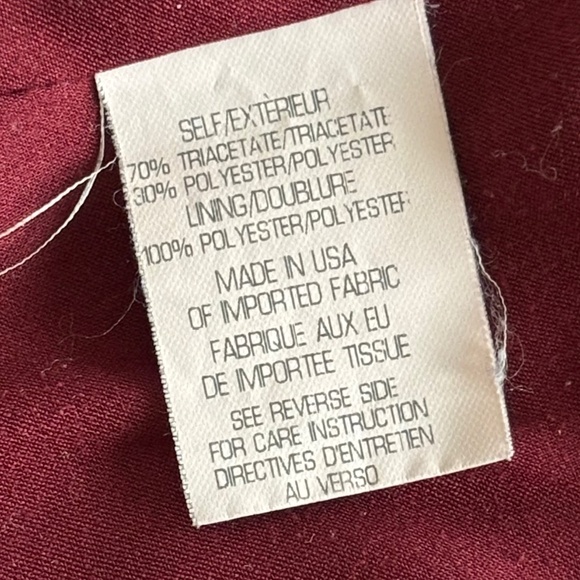 SELF/EXTÈRIEUR
70% TRIACETATE/TRIACETATE
30% POLYESTER/POLYESTER
LINING/DOUBLURE
100% POLYESTER/POLYESTER
MADE IN USA
OF IMPORTED FABRIC
FABRIQUE AUX EU
DE IMPORTEE TISSUE
SEE REVERSE SIDE
FOR CARE INSTRUCTION
DIRECTIVES D'ENTRETIEN
AU VERSO